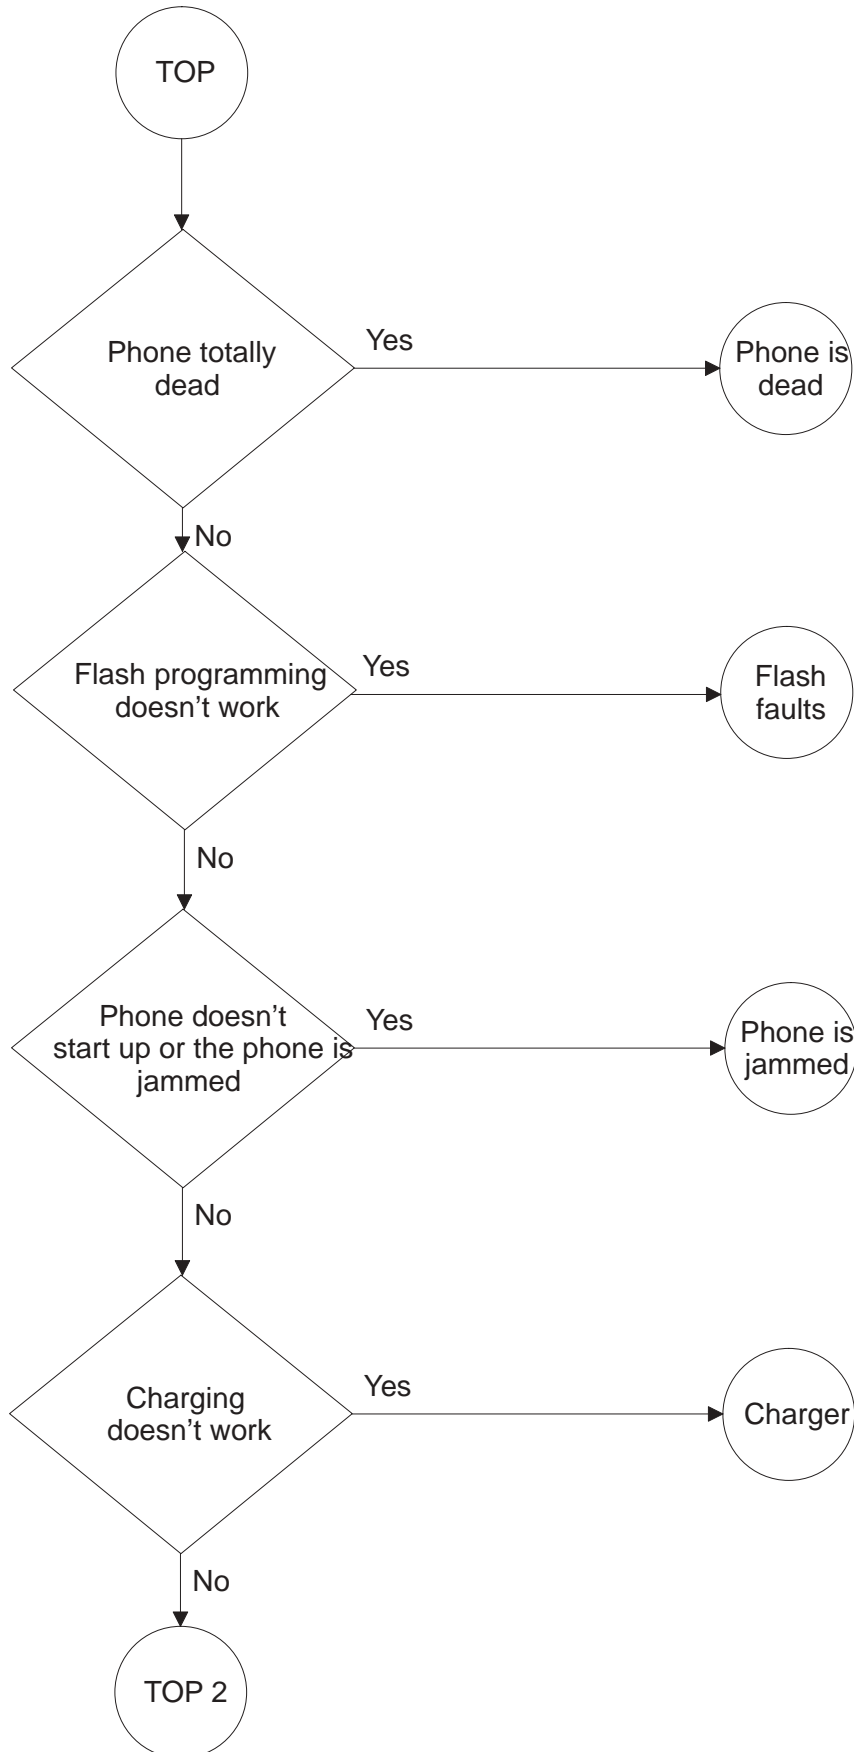 TOP
Phone totally
dead
Yes
Phone is
dead
No
Flash programming
doesn't work
Yes
Flash
faults
No
Phone doesn't
start up or the phone is
jammed
Yes
Phone is
jammed
No
Charging
doesn't work
Yes
Charger
No
TOP 2